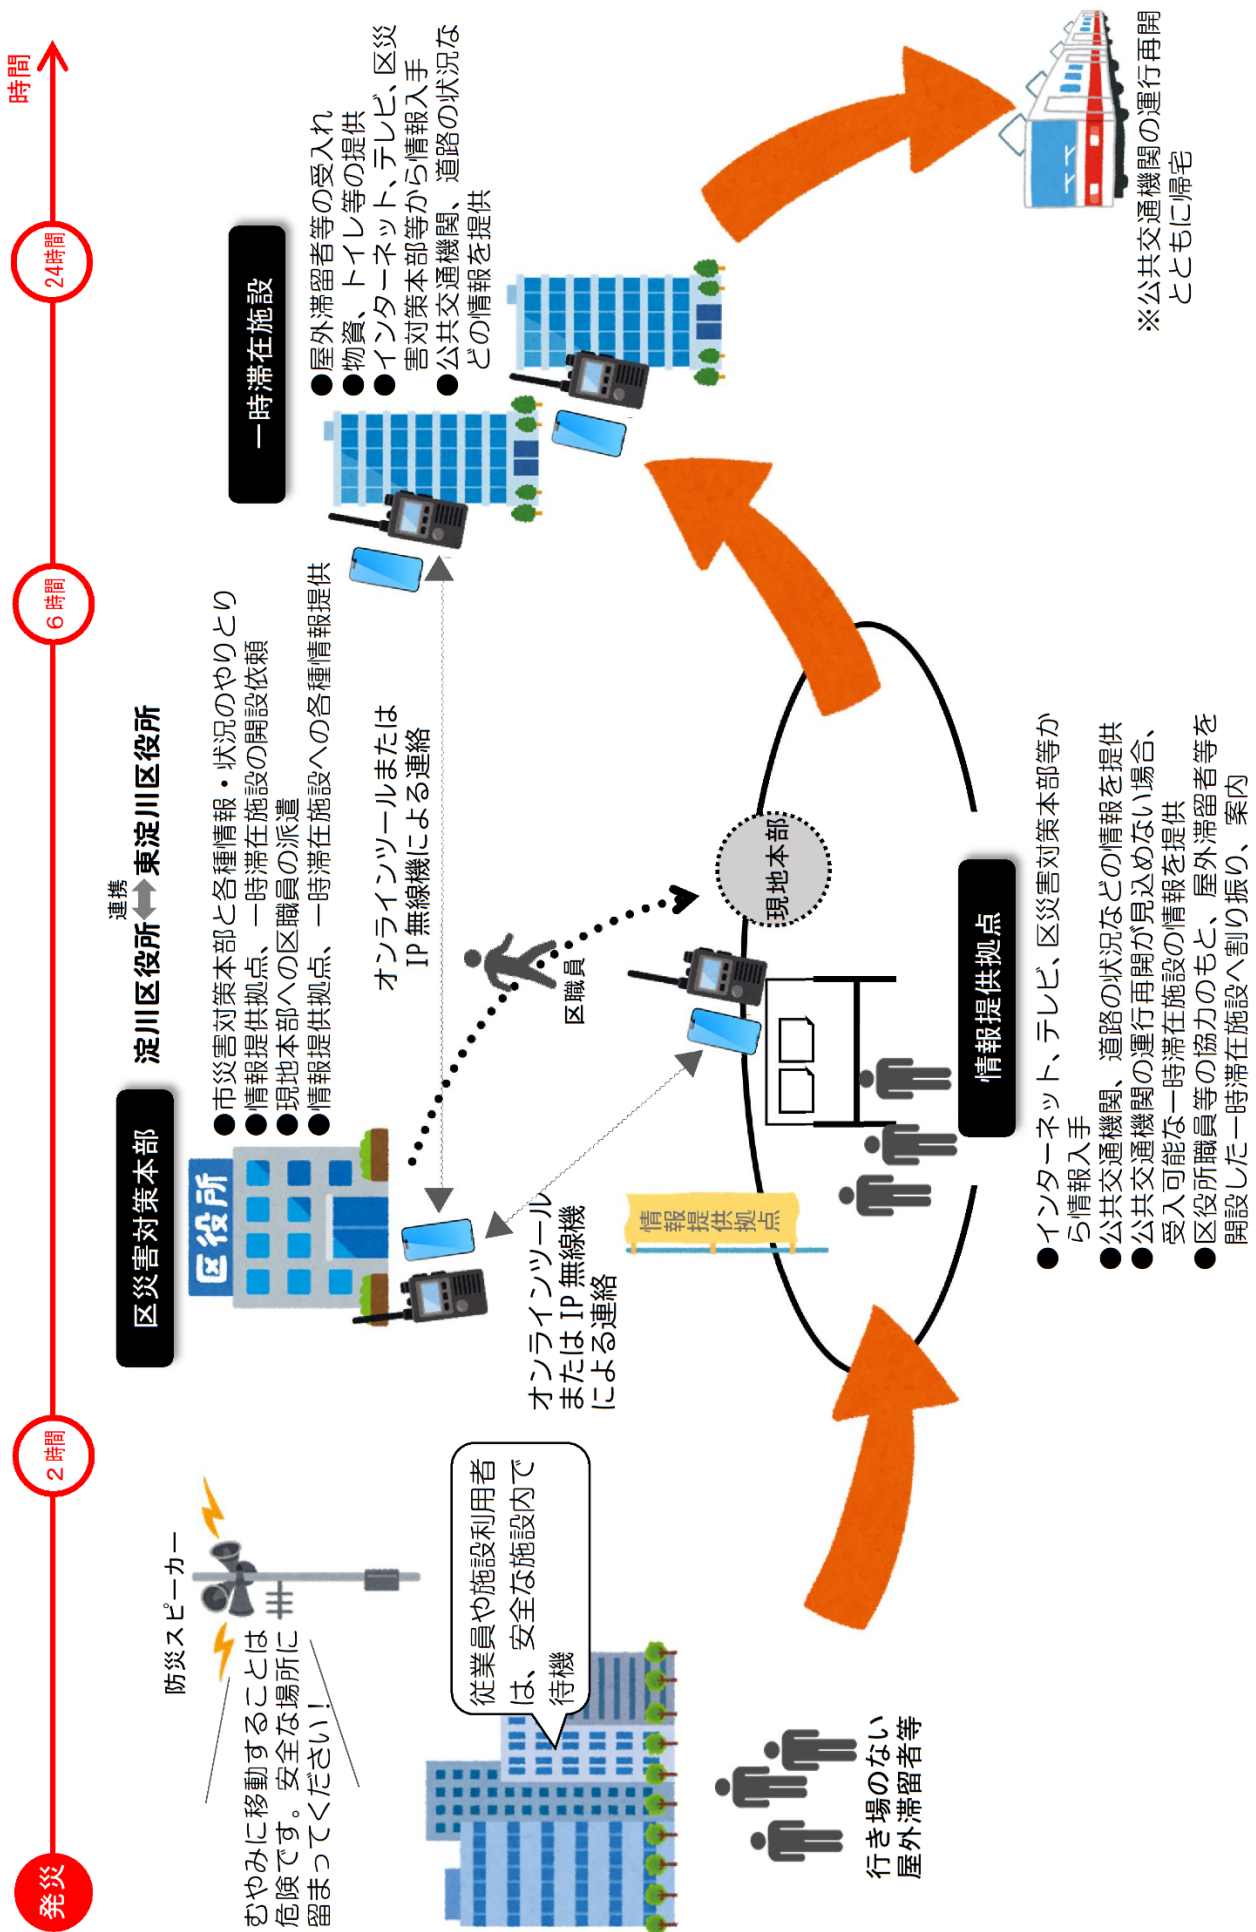 時間
発災
2時間
6時間
24時間
防災スピーカー
むやみに移動することは
危険です。安全な場所に
留まってください!
従業員や施設利用者
は、安全な施設内で
待機
行き場のない
屋外滞留者等
区災害対策本部
連携
淀川区役所
東淀川区役所
区役所
●市災害対策本部と各種情報・状況のやりとり
●情報提供拠点、一時滞在施設の開設依頼
●現地本部への区職員の派遣
●情報提供拠点、一時滞在施設への各種情報提供
オンラインツールまたは
IP 無線機による連絡
区職員
オンラインツール
または IP 無線機
による連絡
現地本部
情報提供
拠点
情報提供拠点
●インターネット、テレビ、区災害対策本部等か
ら情報入手
●公共交通機関、道路の状況などの情報を提供
●公共交通機関の運行再開が見込めない場合、
受入可能な一時滞在施設の情報を提供
●区役所職員等の協力のもと、屋外滞留者等を
開設した一時滞在施設へ割り振り、案内
一時滞在施設
●屋外滞留者等の受入れ
●物資、トイレ等の提供
●インターネット、テレビ、区災
害対策本部等から情報入手
●公共交通機関、道路の状況な
どの情報を提供
※公共交通機関の運行再開
とともに帰宅